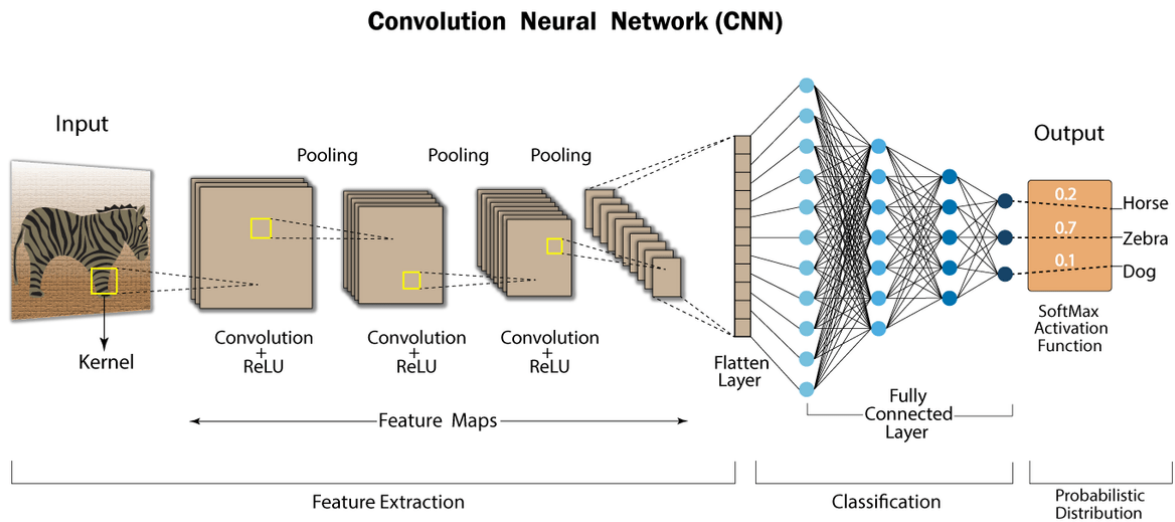 Convolution Neural Network (CNN)
Input
Output
Pooling
Pooling
Pooling
Kernel
Convolution
+
ReLU
Convolution
+
ReLU
Convolution
+
ReLU
Flatten
Layer
0.2
0.7
0.1
Horse
Zebra
Dog
SoftMax
Activation
Function
Feature Maps
Fully
Connected
Layer
Feature Extraction
Classification
Probabilistic
Distribution